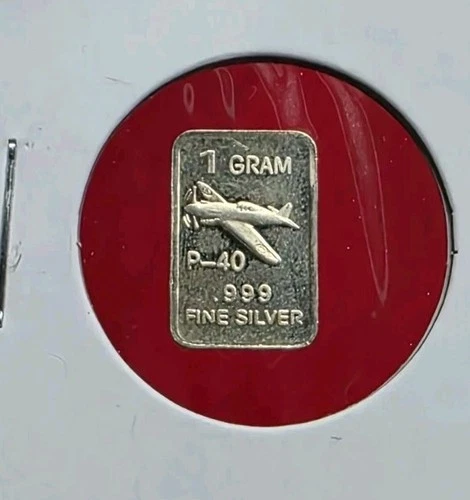 1 GRAM
P-40
.999
FINE SILVER